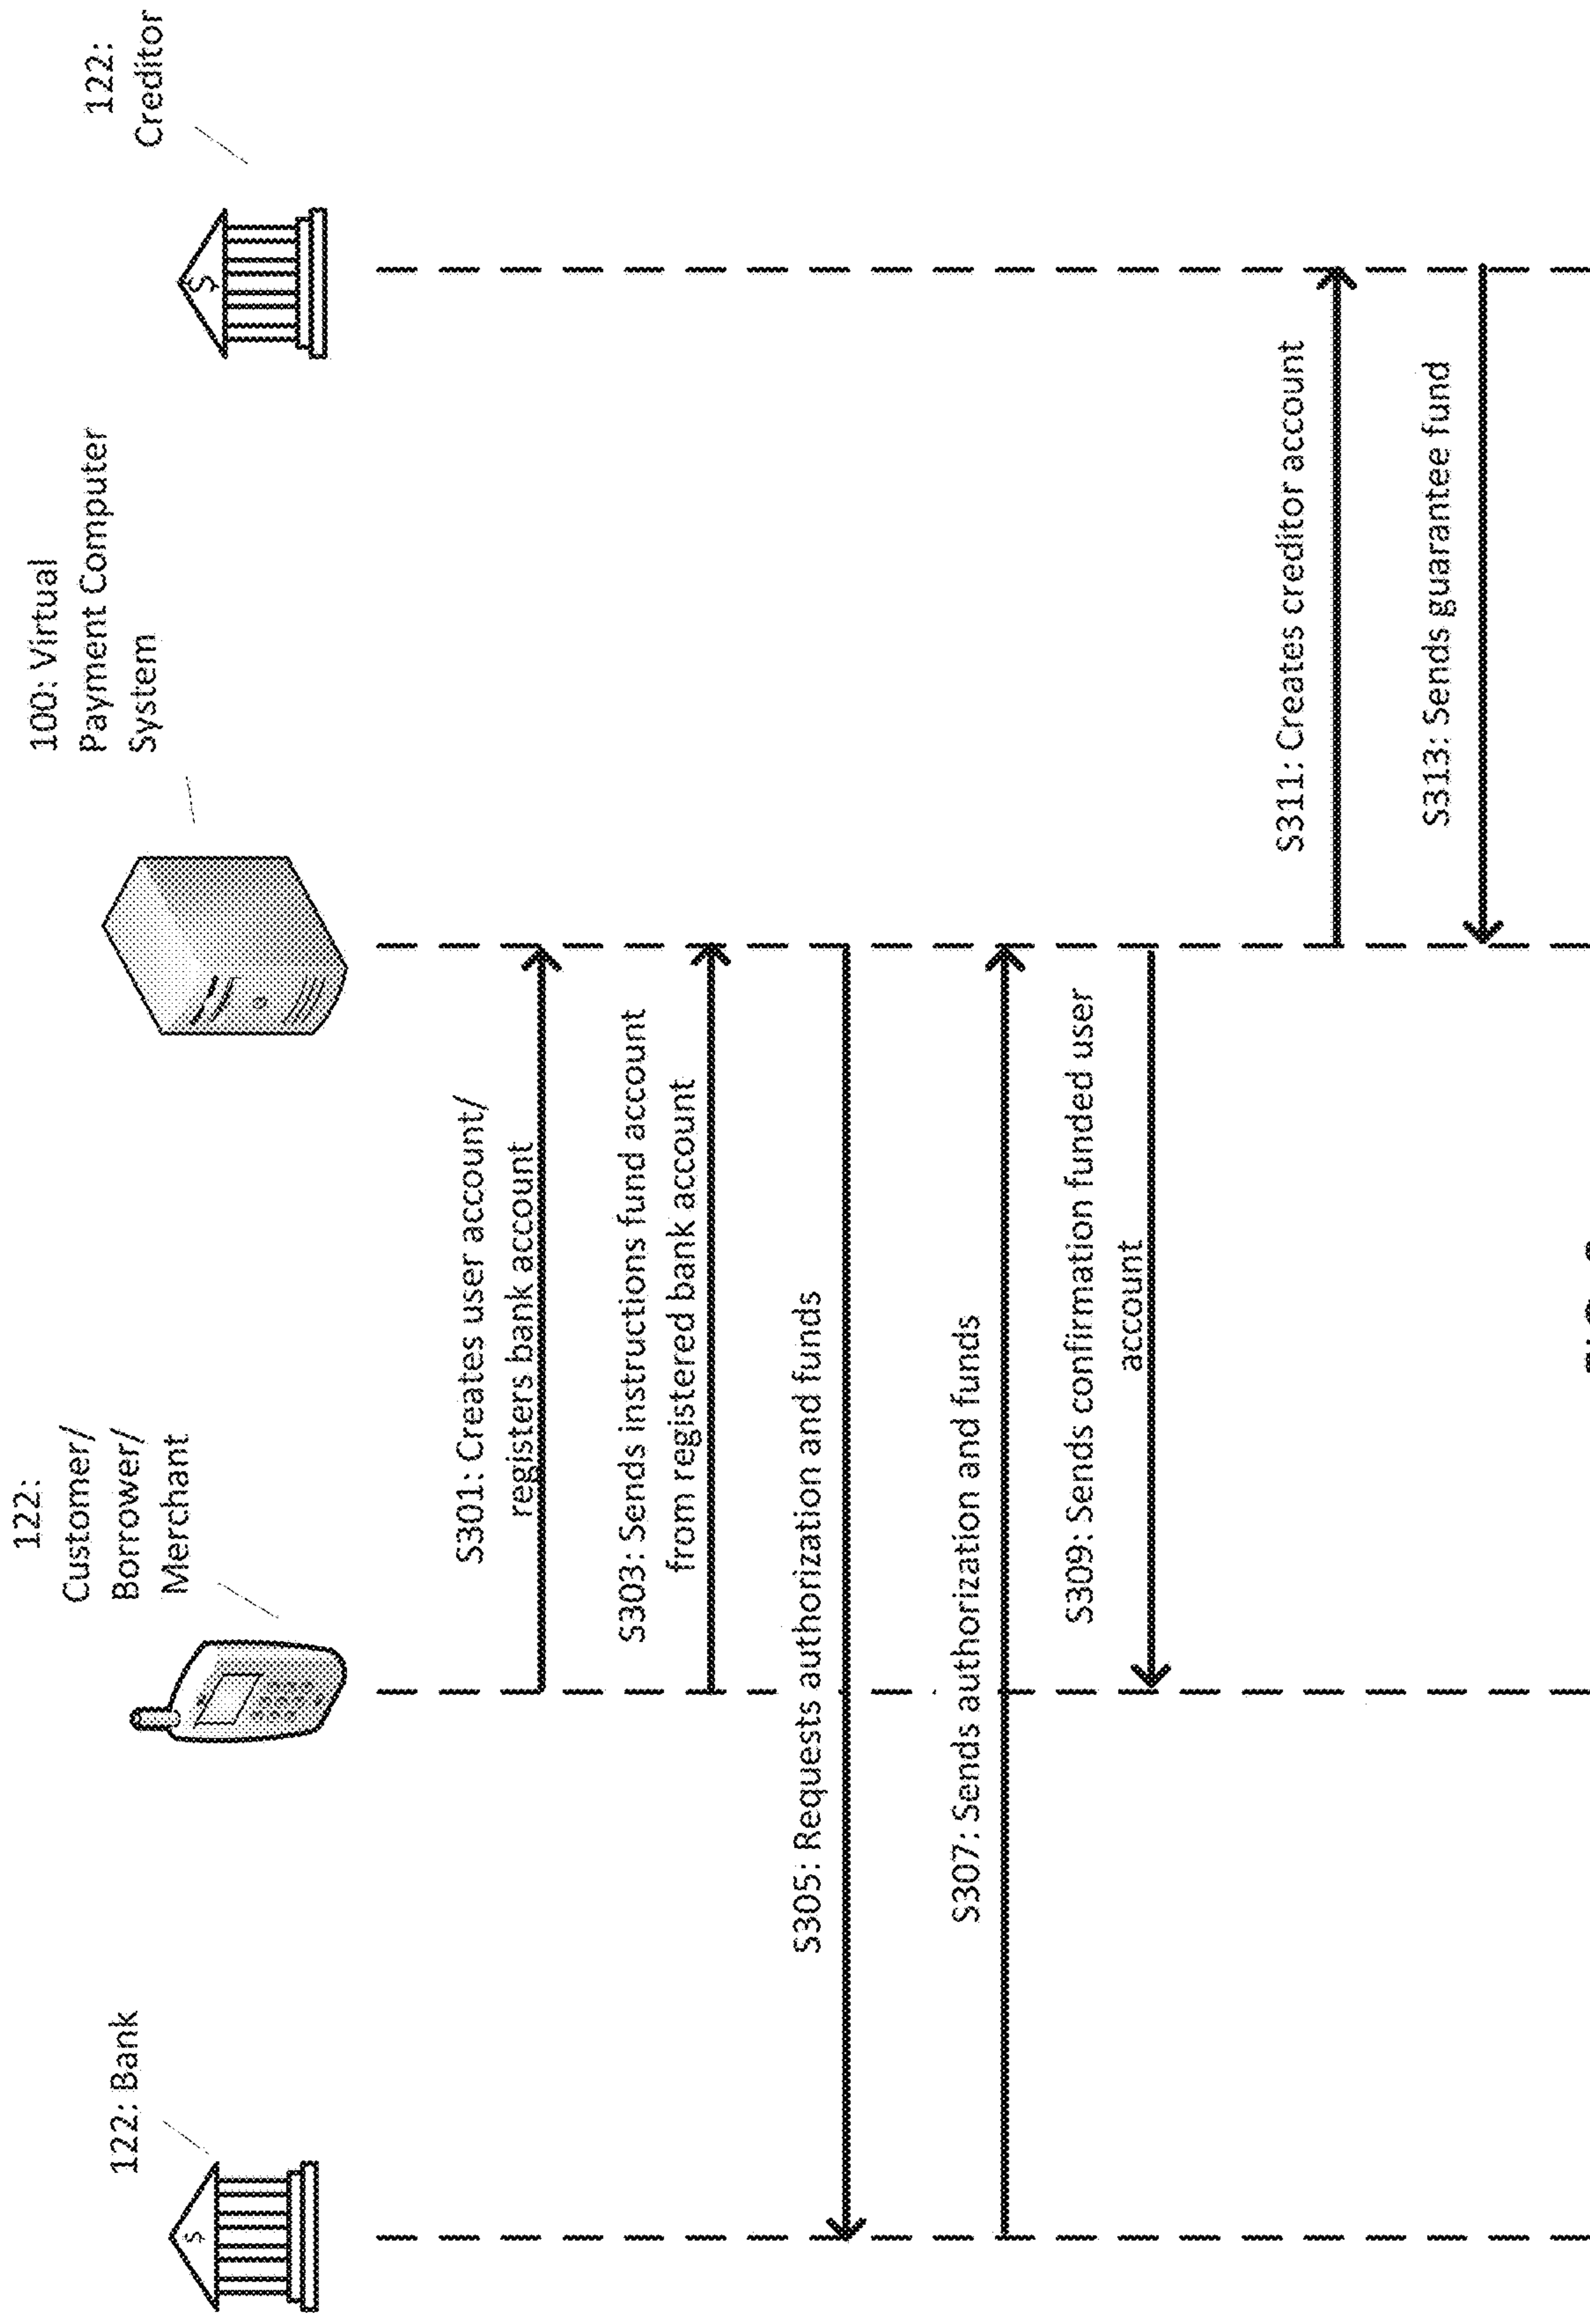 122: Bank
122:
Customer/
Borrower/
Merchant
100: Virtual
Payment Computer
System
122:
Creditor
$
$
S301: Creates user account/
registers bank account
S303: Sends instructions fund account
from registered bank account
S305: Requests authorization and funds
S307: Sends authorization and funds
S309: Sends confirmation funded user
account
S311: Creates creditor account
S313: Sends guarantee fund